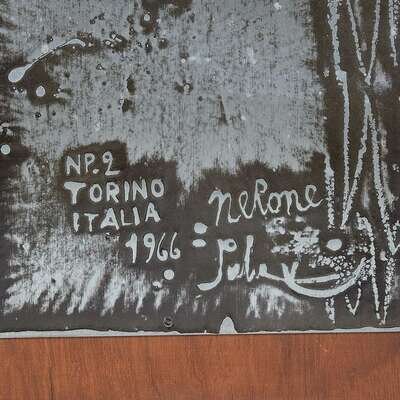 NP.2
TORINO
ITALIA
1966
Nerone